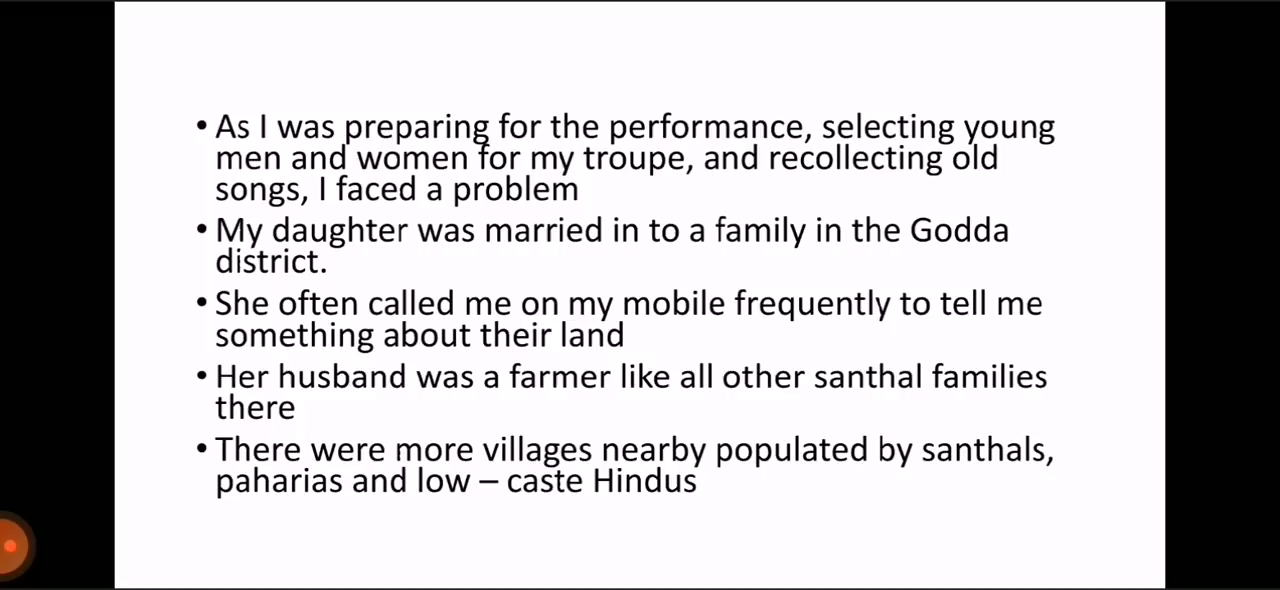 • As I was preparing for the performance, selecting young
men and women for my troupe, and recollecting old
songs, I faced a problem
• My daughter was married in to a family in the Godda
district.
• She often called me on my mobile frequently to tell me
something about their land
• Her husband was a farmer like all other santhal families
there
• There were more villages nearby populated by santhals,
paharias and low – caste Hindus